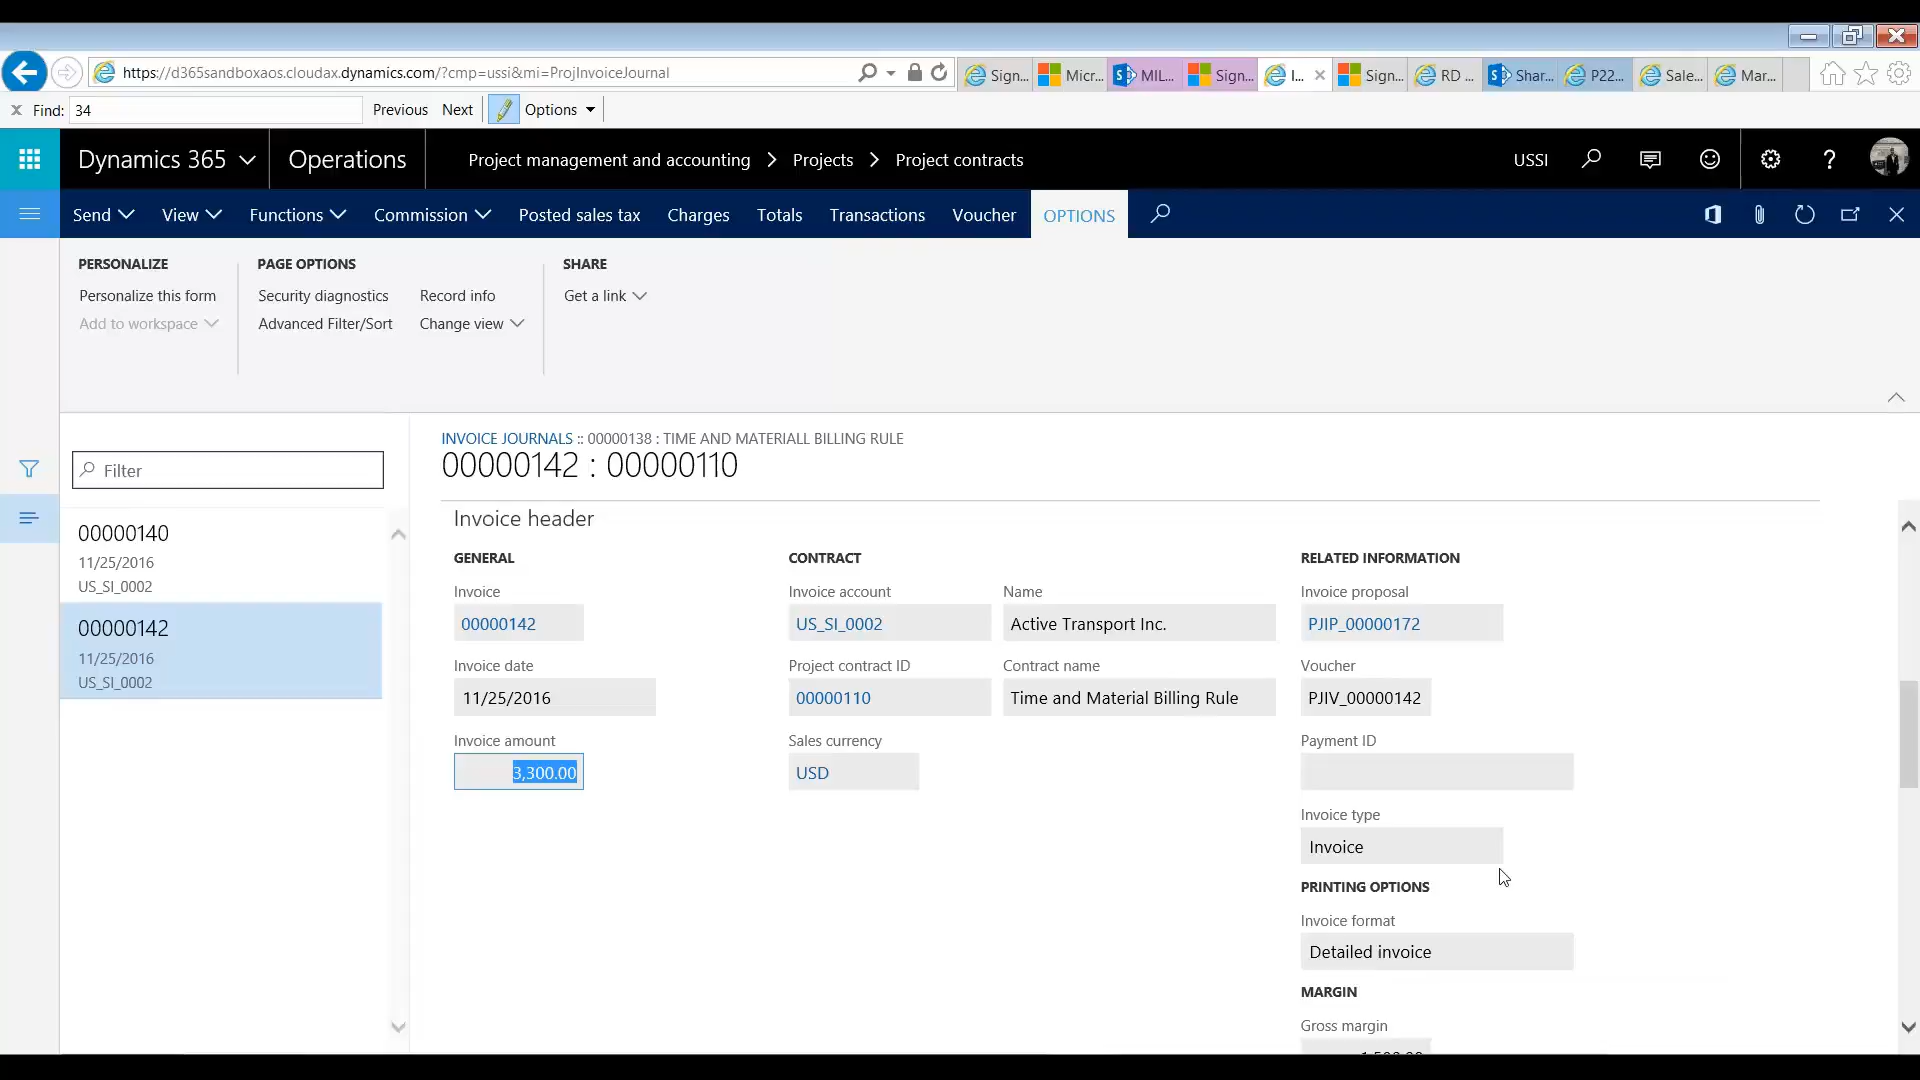 https://d365sandboxaos.cloudax.dynamics.com/?cmp=ussi&mi=ProjInvoiceJournal
Sign... Micr... MIL... Sign... I... Sign... RD ... Shar... P22... Sale... Mar...
x Find: 34 Previous Next Options
Dynamics 365 Operations Project management and accounting > Projects > Project contracts USSI
Send View Functions Commission Posted sales tax Charges Totals Transactions Voucher OPTIONS
PERSONALIZE PAGE OPTIONS SHARE
Personalize this form Security diagnostics Record info Get a link
Add to workspace Advanced Filter/Sort Change view
INVOICE JOURNALS :: 00000138 : TIME AND MATERIALL BILLING RULE
00000142 : 00000110
Filter
00000140
11/25/2016
US_SI_0002
00000142
11/25/2016
US_SI_0002
Invoice header
GENERAL
Invoice
00000142
Invoice date
11/25/2016
Invoice amount
3,300.00
CONTRACT
Invoice account Name
US_SI_0002 Active Transport Inc.
Project contract ID Contract name
00000110 Time and Material Billing Rule
Sales currency
USD
RELATED INFORMATION
Invoice proposal
PJIP_00000172
Voucher
PJIV_00000142
Payment ID
Invoice type
Invoice
PRINTING OPTIONS
Invoice format
Detailed invoice
MARGIN
Gross margin